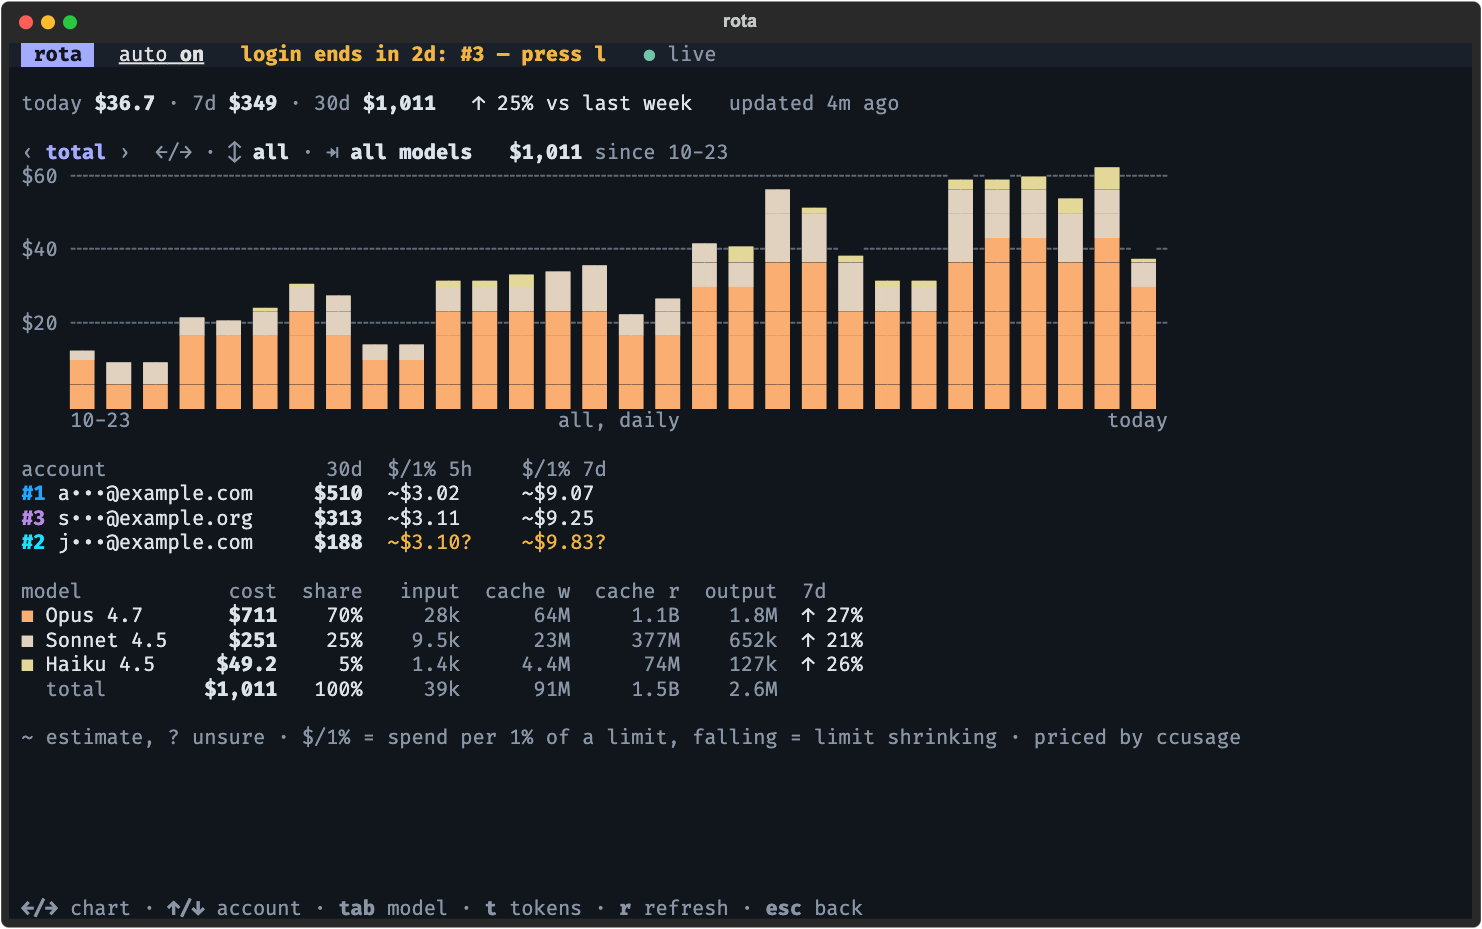 rota
rota auto on login ends in 2d: #3 — press l ● live
today $36.7 · 7d $349 · 30d $1,011 ↑ 25% vs last week updated 4m ago
‹ total › ←/→ · ↕ all · ⇥ all models $1,011 since 10-23
$60
$40
$20
10-23 all, daily today
account 30d $/1% 5h $/1% 7d
#1 a•••@example.com $510 ~$3.02 ~$9.07
#3 s•••@example.org $313 ~$3.11 ~$9.25
#2 j•••@example.com $188 ~$3.10? ~$9.83?
model cost share input cache w cache r output 7d
Opus 4.7 $711 70% 28k 64M 1.1B 1.8M ↑ 27%
Sonnet 4.5 $251 25% 9.5k 23M 377M 652k ↑ 21%
Haiku 4.5 $49.2 5% 1.4k 4.4M 74M 127k ↑ 26%
total $1,011 100% 39k 91M 1.5B 2.6M
~ estimate, ? unsure · $/1% = spend per 1% of a limit, falling = limit shrinking · priced by ccusage
←/→ chart · ↑/↓ account · tab model · t tokens · r refresh · esc back